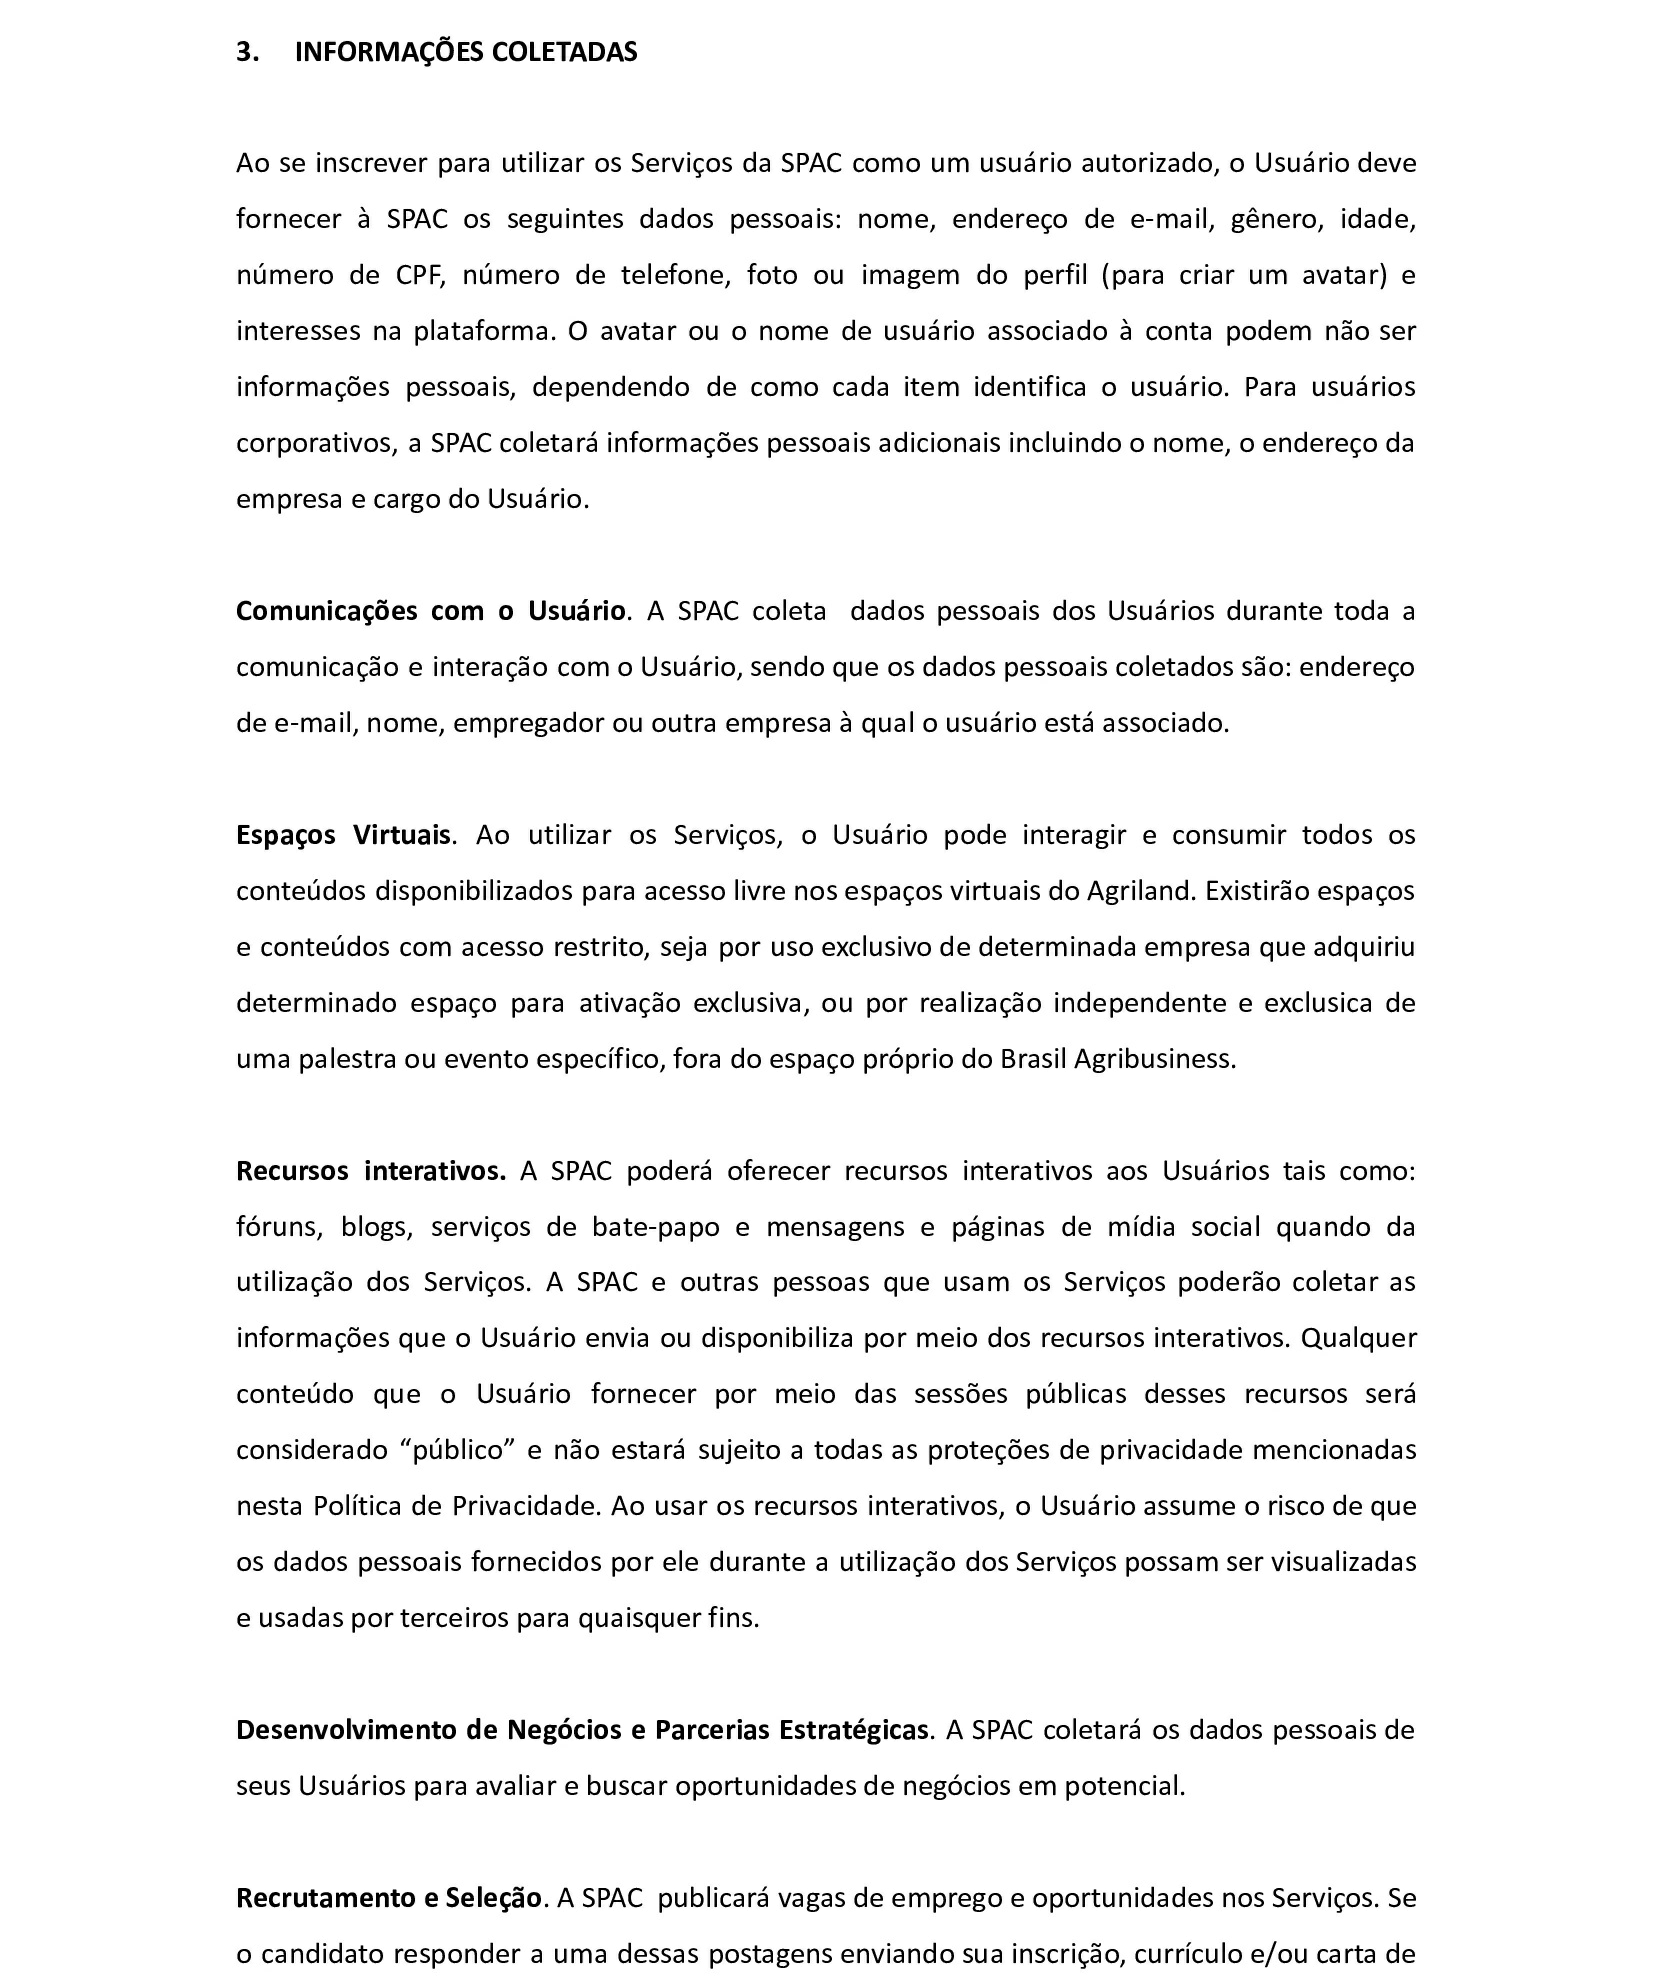 3. INFORMAÇÕES COLETADAS
Ao se inscrever para utilizar os Serviços da SPAC como um usuário autorizado, o Usuário deve
fornecer à SPAC os seguintes dados pessoais: nome, endereço de e-mail, gênero, idade,
número de CPF, número de telefone, foto ou imagem do perfil (para criar um avatar) e
interesses na plataforma. O avatar ou o nome de usuário associado à conta podem não ser
informações pessoais, dependendo de como cada item identifica o usuário. Para usuários
corporativos, a SPAC coletará informações pessoais adicionais incluindo o nome, o endereço da
empresa e cargo do Usuário.
Comunicações com o Usuário. A SPAC coleta dados pessoais dos Usuários durante toda a
comunicação e interação com o Usuário, sendo que os dados pessoais coletados são: endereço
de e-mail, nome, empregador ou outra empresa à qual o usuário está associado.
Espaços Virtuais. Ao utilizar os Serviços, o Usuário pode interagir e consumir todos os
conteúdos disponibilizados para acesso livre nos espaços virtuais do Agriland. Existirão espaços
e conteúdos com acesso restrito, seja por uso exclusivo de determinada empresa que adquiriu
determinado espaço para ativação exclusiva, ou por realização independente e exclusica de
uma palestra ou evento específico, fora do espaço próprio do Brasil Agribusiness.
Recursos interativos. A SPAC poderá oferecer recursos interativos aos Usuários tais como:
fóruns, blogs, serviços de bate-papo e mensagens e páginas de mídia social quando da
utilização dos Serviços. A SPAC e outras pessoas que usam os Serviços poderão coletar as
informações que o Usuário envia ou disponibiliza por meio dos recursos interativos. Qualquer
conteúdo que o Usuário fornecer por meio das sessões públicas desses recursos será
considerado “público” e não estará sujeito a todas as proteções de privacidade mencionadas
nesta Política de Privacidade. Ao usar os recursos interativos, o Usuário assume o risco de que
os dados pessoais fornecidos por ele durante a utilização dos Serviços possam ser visualizadas
e usadas por terceiros para quaisquer fins.
Desenvolvimento de Negócios e Parcerias Estratégicas. A SPAC coletará os dados pessoais de
seus Usuários para avaliar e buscar oportunidades de negócios em potencial.
Recrutamento e Seleção. A SPAC publicará vagas de emprego e oportunidades nos Serviços. Se
o candidato responder a uma dessas postagens enviando sua inscrição, currículo e/ou carta de